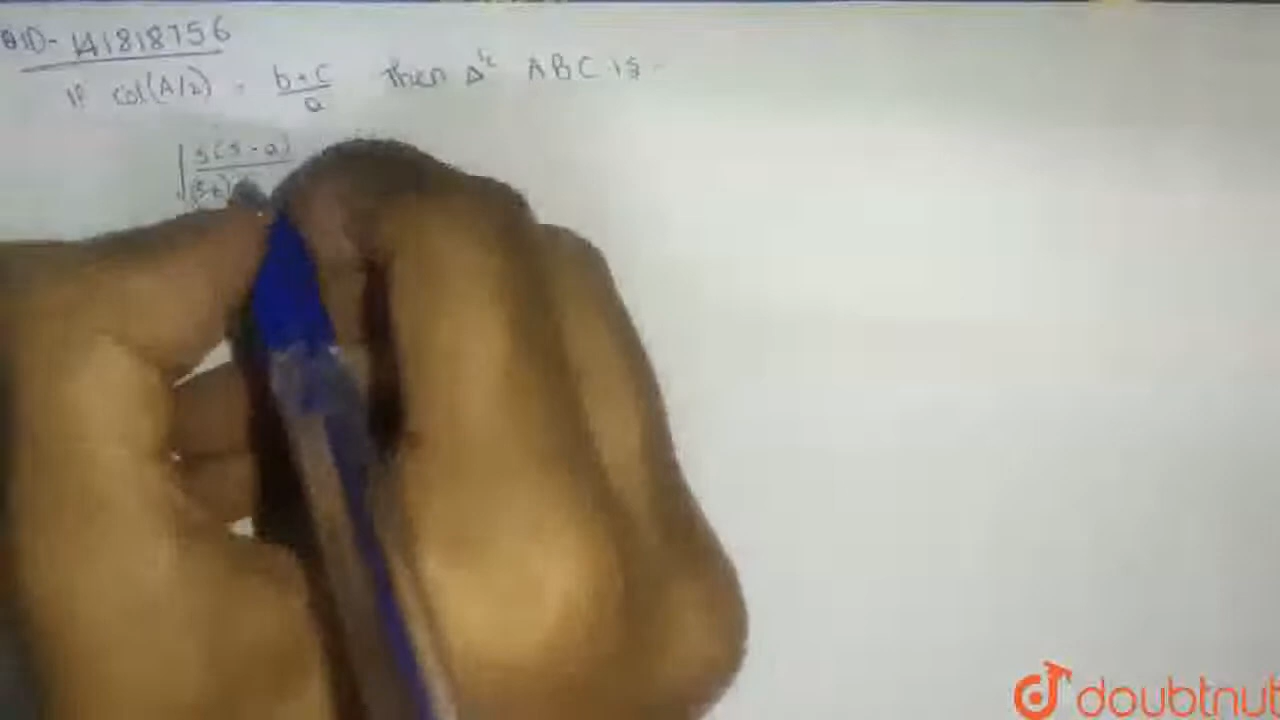 QID- 141818756
If cot(A/2) = b+c/a then Δle ABC is -
√s(s-a)/(s-b)
doubtnut